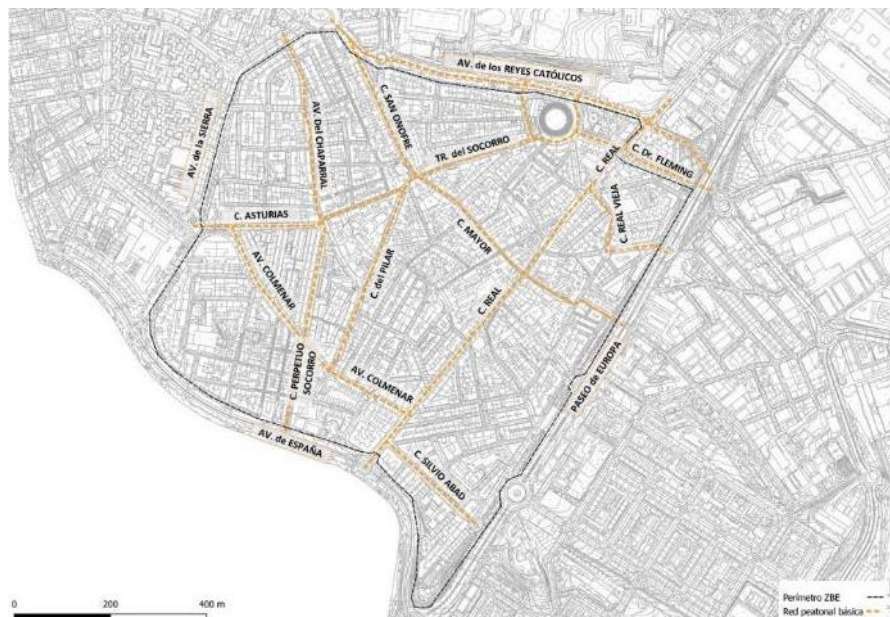 AV. de los REYES CATÓLICOS
C. SAN ONOFRE
AV. de la SIERRA
AV. Del CHAPARRAL
TR. del SOCORRO
C. REAL
C. Dr. FLEMING
C. ASTURIAS
C. REAL VIEJA
C. MAYOR
AV. COLMENAR
C. del PILAR
C. REAL
C. PERPETUO
SOCORRO
AV. COLMENAR
PASEO de EUROPA
AV. de ESPAÑA
C. SILVIO ABAD
0 200 400 m
Perímetro ZBE
Red peatonal básica